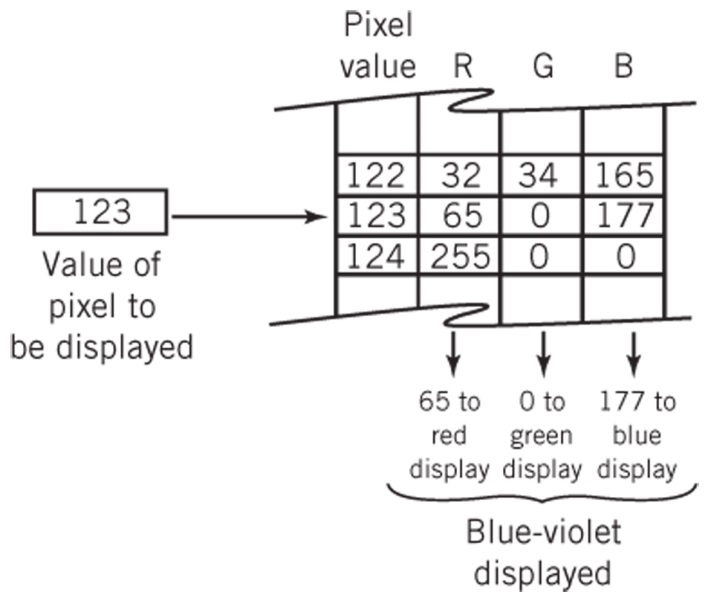 Pixel
value R G B
122 32 34 165
123 65 0 177
124 255 0 0
123
Value of
pixel to
be displayed
65 to 0 to 177 to
red green blue
display display display
Blue-violet
displayed